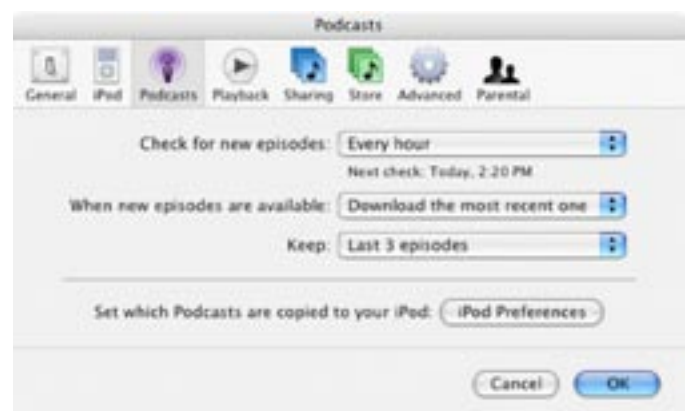 Podcasts
General iPod Podcasts Playback Sharing Store Advanced Parental
Check for new episodes: Every hour
Next check: Today, 2:20 PM
When new episodes are available: Download the most recent one
Keep: Last 3 episodes
Set which Podcasts are copied to your iPod: iPod Preferences
Cancel OK